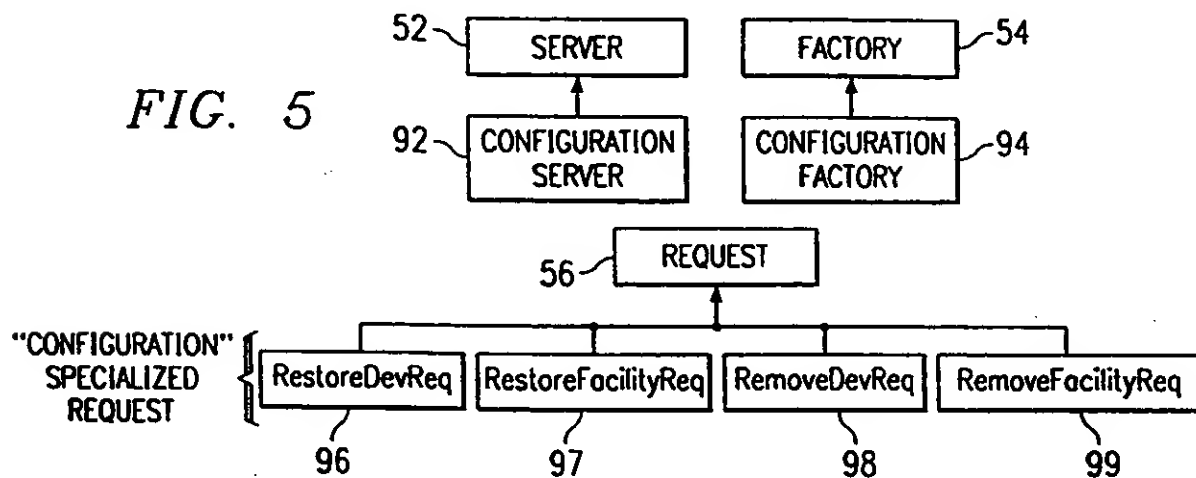 52
SERVER
FACTORY
54
FIG. 5
92
CONFIGURATION
SERVER
CONFIGURATION
FACTORY
94
56
REQUEST
"CONFIGURATION"
SPECIALIZED
REQUEST
RestoreDevReq
RestoreFacilityReq
RemoveDevReq
RemoveFacilityReq
96
97
98
99